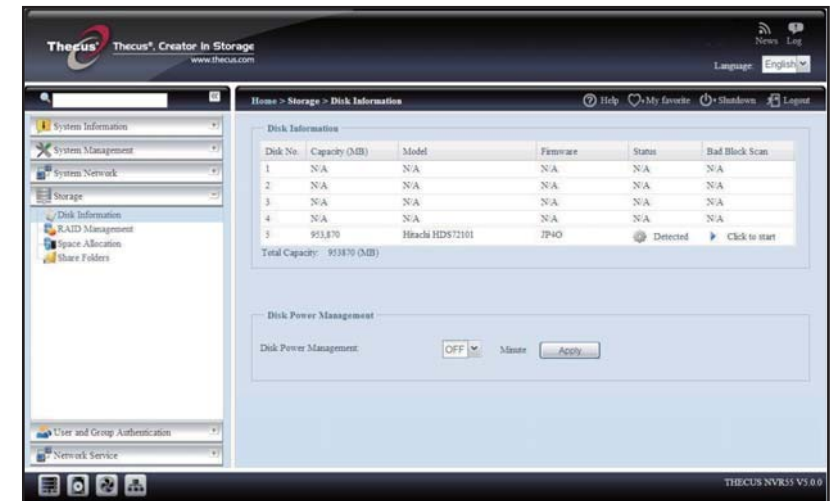 Thecus® Thecus®, Creator in Storage
www.thecus.com
News Log
Language: English
Home > Storage > Disk Information
Help My favorite Shutdown Logout
System Information
System Management
System Network
Storage
Disk Information
RAID Management
Space Allocation
Share Folders
User and Group Authentication
Network Service
Disk Information
Disk No. Capacity (MB) Model Firmware Status Bad Block Scan
1 N/A N/A N/A N/A N/A
2 N/A N/A N/A N/A N/A
3 N/A N/A N/A N/A N/A
4 N/A N/A N/A N/A N/A
5 953,870 Hitachi HDS72101 JP4O Detected Click to start
Total Capacity: 953870 (MB)
Disk Power Management
Disk Power Management: OFF Minute Apply
THECUS NVR55 V5.0.0